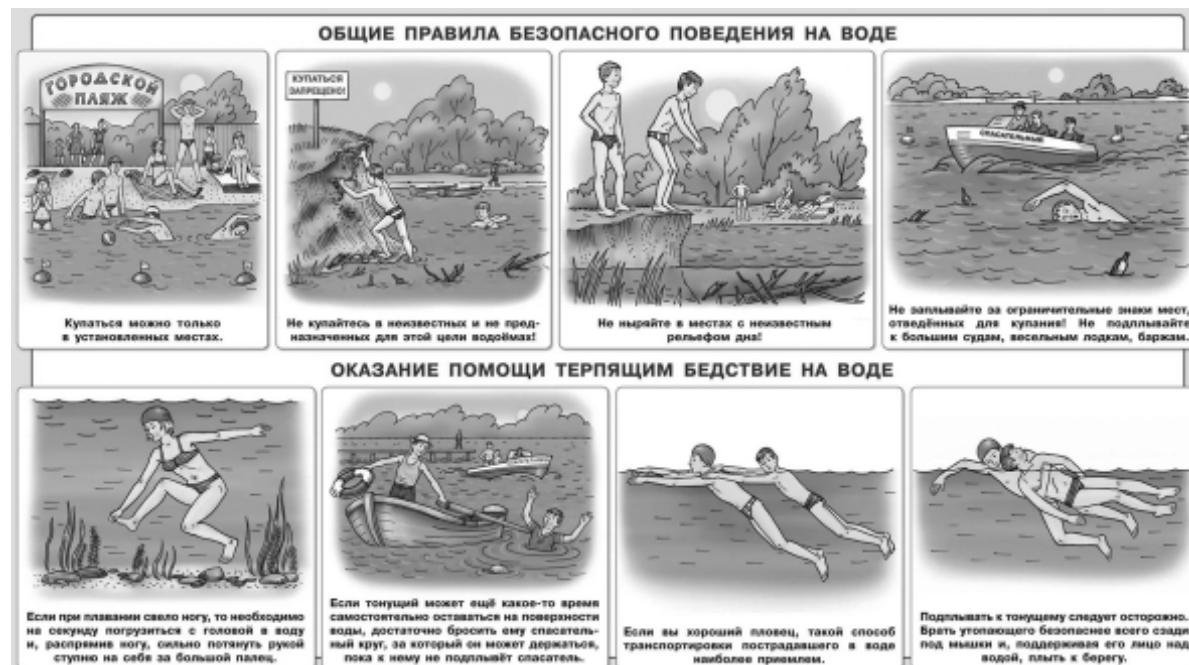 ОБЩИЕ ПРАВИЛА БЕЗОПАСНОГО ПОВЕДЕНИЯ НА ВОДЕ
ГОРОДСКОЙ
ПЛЯЖ
Купаться можно только
в установленных местах.
КУПАТЬСЯ
ЗАПРЕЩЕНО!
Не купайтесь в неизвестных и не пред-
назначенных для этой цели водоёмах!
Не ныряйте в местах с неизвестным
рельефом дна!
СПАСАТЕЛЬНЫЙ
Не заплывайте за ограничительные знаки мест,
отведённых для купания! Не подплывайте
к большим судам, весельным лодкам, баржам.
ОКАЗАНИЕ ПОМОЩИ ТЕРПЯЩИМ БЕДСТВИЕ НА ВОДЕ
Если при плавании свело ногу, то необходимо
на секунду погрузиться с головой в воду
и, распрямив ногу, сильно потянуть рукой
ступню на себя за большой палец.
Если тонущий может ещё какое-то время
самостоятельно оставаться на поверхности
воды, достаточно бросить ему спасатель-
ный круг, за который он может держаться,
пока к нему не подплывёт спасатель.
Если вы хороший пловец, такой способ
транспортировки пострадавшего в воде
наиболее приемлем.
Подплывать к тонущему следует осторожно.
Брать утопающего безопаснее всего сзади
под мышки и, поддерживая его лицо над
водой, плыть к берегу.